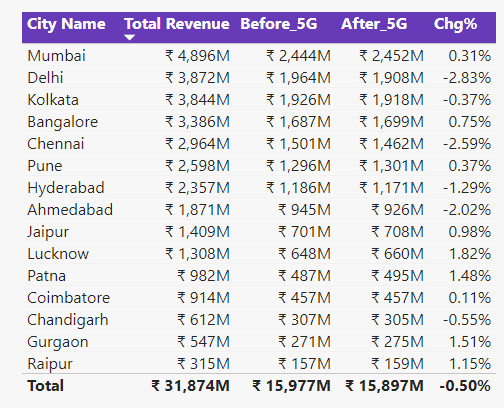 City Name Total Revenue Before_5G After_5G Chg%
Mumbai ₹ 4,896M ₹ 2,444M ₹ 2,452M 0.31%
Delhi ₹ 3,872M ₹ 1,964M ₹ 1,908M -2.83%
Kolkata ₹ 3,844M ₹ 1,926M ₹ 1,918M -0.37%
Bangalore ₹ 3,386M ₹ 1,687M ₹ 1,699M 0.75%
Chennai ₹ 2,964M ₹ 1,501M ₹ 1,462M -2.59%
Pune ₹ 2,598M ₹ 1,296M ₹ 1,301M 0.37%
Hyderabad ₹ 2,357M ₹ 1,186M ₹ 1,171M -1.29%
Ahmedabad ₹ 1,871M ₹ 945M ₹ 926M -2.02%
Jaipur ₹ 1,409M ₹ 701M ₹ 708M 0.98%
Lucknow ₹ 1,308M ₹ 648M ₹ 660M 1.82%
Patna ₹ 982M ₹ 487M ₹ 495M 1.48%
Coimbatore ₹ 914M ₹ 457M ₹ 457M 0.11%
Chandigarh ₹ 612M ₹ 307M ₹ 305M -0.55%
Gurgaon ₹ 547M ₹ 271M ₹ 275M 1.51%
Raipur ₹ 315M ₹ 157M ₹ 159M 1.15%
Total ₹ 31,874M ₹ 15,977M ₹ 15,897M -0.50%